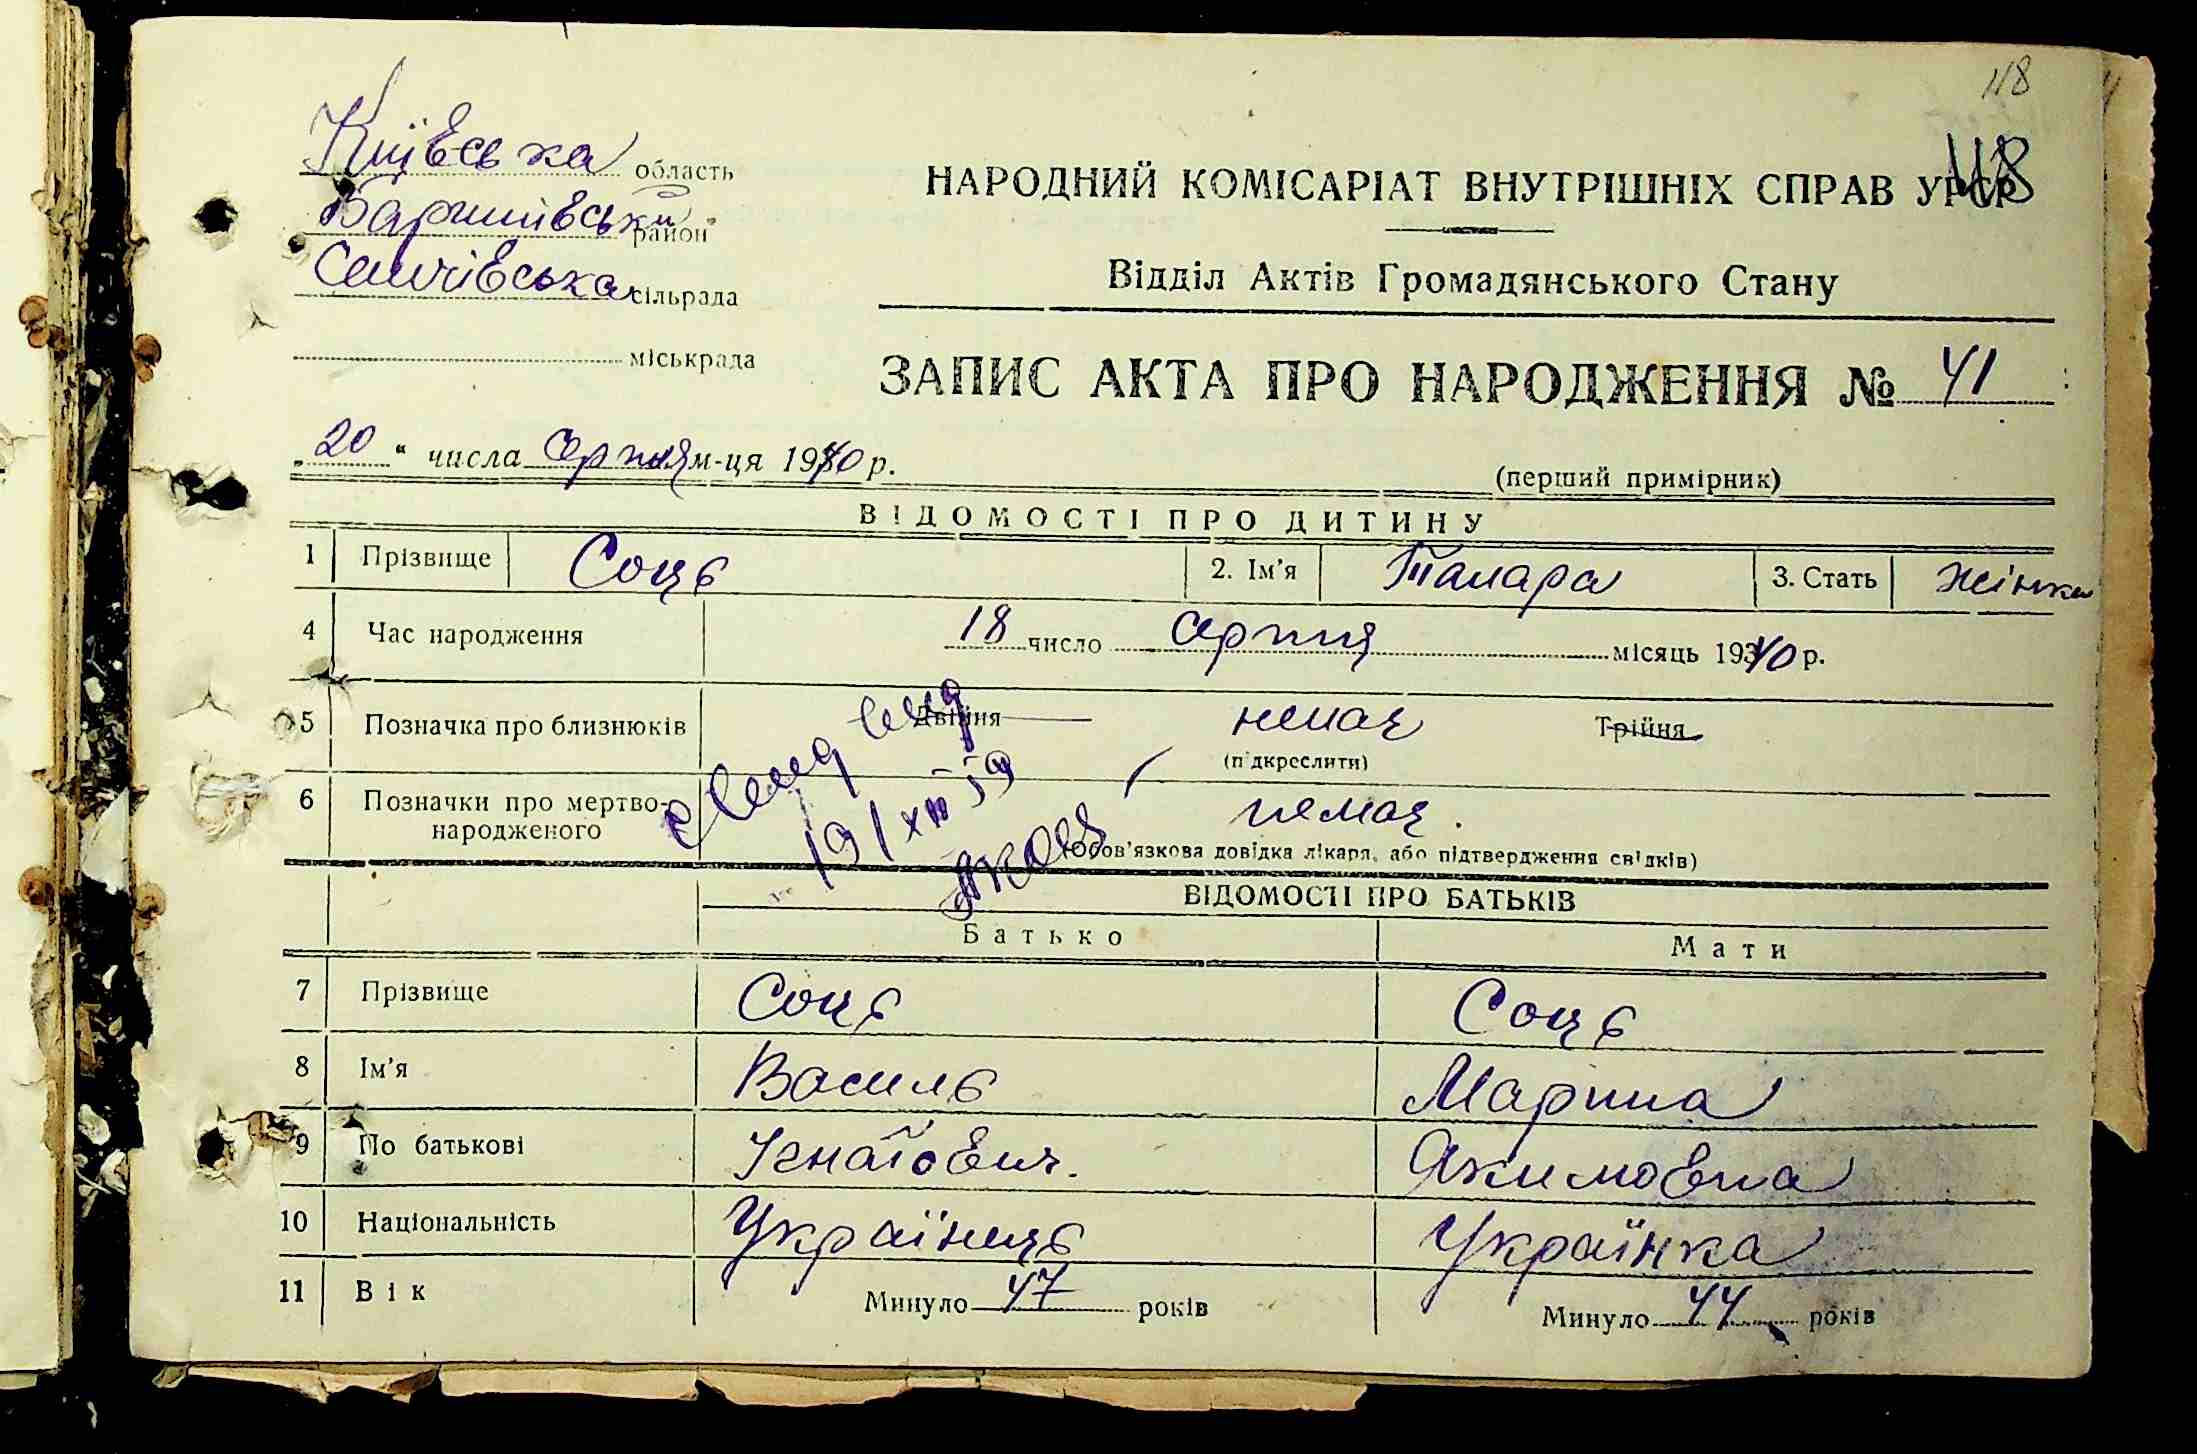 118
118
Київська область
Баришівський район
Селичівська сільрада
міськрада
НАРОДНИЙ КОМІСАРІАТ ВНУТРІШНІХ СПРАВ УРСР
Відділ Актів Громадянського Стану
ЗАПИС АКТА ПРО НАРОДЖЕННЯ № 41
„20“ числа Серпня м-ця 1940 р.
(перший примірник)
ВІДОМОСТІ ПРО ДИТИНУ
1 Прізвище Соць 2. Ім'я Тамара 3. Стать жінка
4 Час народження 18 число Серпня місяць 1940 р.
5 Позначка про близнюків Двійня немає Трійня
(підкреслити)
6 Позначки про мертво-
народженого немає.
(Обов'язкова довідка лікаря, або підтвердження свідків)
19/XII 59
ВІДОМОСТІ ПРО БАТЬКІВ
Батько Мати
7 Прізвище Соць Соць
8 Ім'я Василь Марина
9 По батькові Ігнатович. Якимовна
10 Національність Українець Українка
11 Вік Минуло 47 років Минуло 44 років